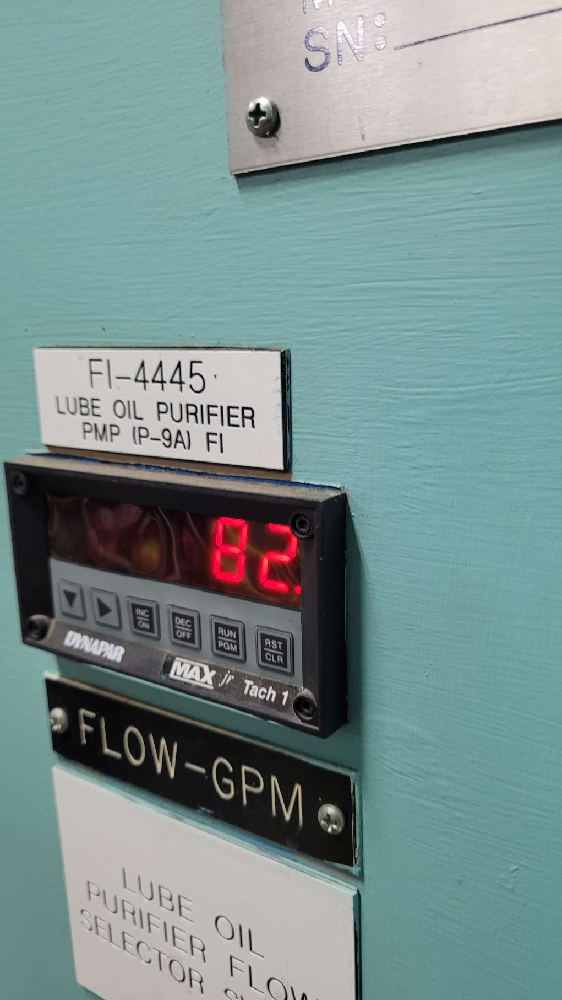 SN:
FI-4445
LUBE OIL PURIFIER
PMP (P-9A) FI
82.
INC ON
DEC OFF
RUN PGM
RST CLR
DYNAPAR
MAX jr Tach 1
FLOW-GPM
LUBE OIL
PURIFIER FLOW
SELECTOR